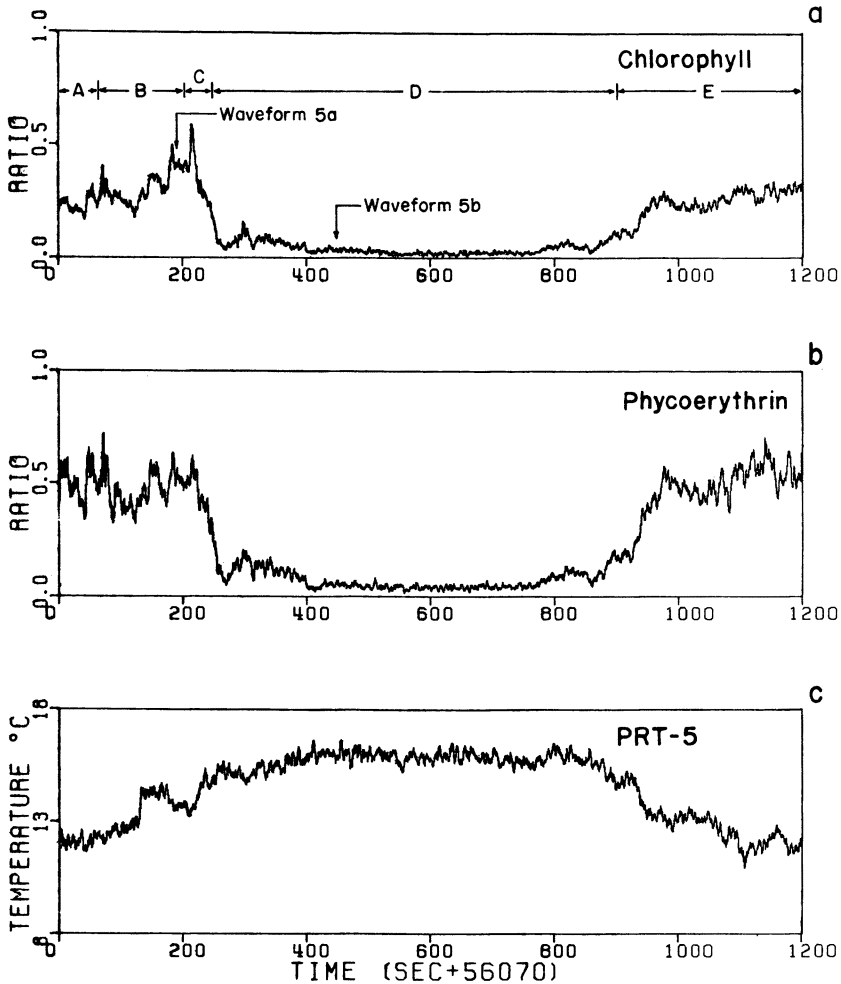 a
1.0
Chlorophyll
A B C D E
Waveform 5a
0.5
RATIO
Waveform 5b
0.0
0 200 400 600 800 1000 1200
b
1.0
Phycoerythrin
0.5
RATIO
0.0
0 200 400 600 800 1000 1200
c
18
PRT-5
13
TEMPERATURE °C
8
0 200 400 600 800 1000 1200
TIME (SEC+56070)